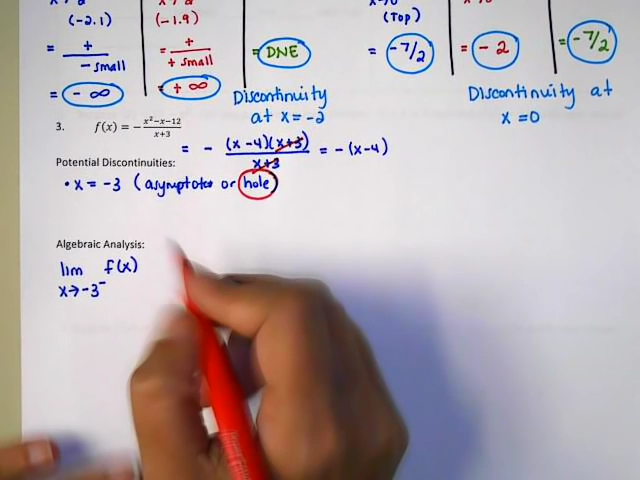 (-2.1) (-1.9) (TOP)
= + / - small = + / + small = DNE = -7/2 = -2 = -7/2
= - ∞ = + ∞ Discontinuity at x = -2 Discontinuity at x = 0
3. f(x) = - x²-x-12 / x+3
= - (x-4)(x+3) / x+3 = -(x-4)
Potential Discontinuities:
• x = -3 (asymptote or hole)
Algebraic Analysis:
lim f(x)
x→-3⁻